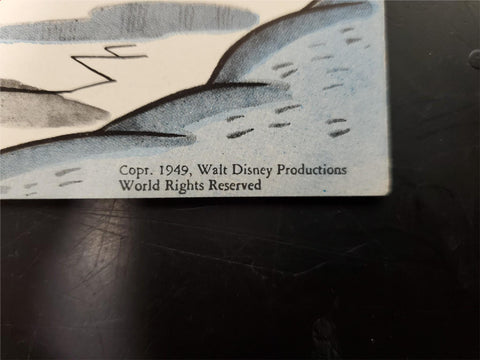 Copr. 1949, Walt Disney Productions
World Rights Reserved